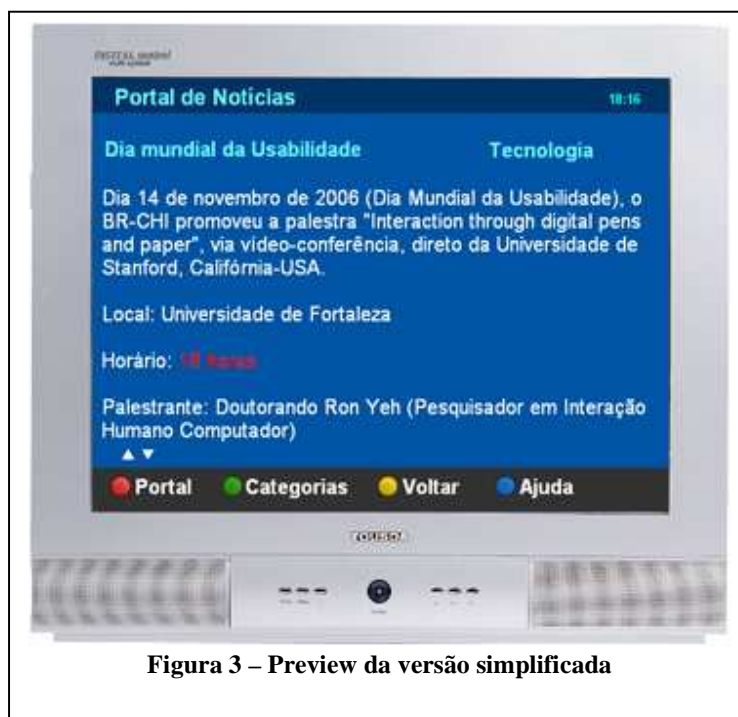 Portal de Notícias 18:16
Dia mundial da Usabilidade Tecnologia
Dia 14 de novembro de 2006 (Dia Mundial da Usabilidade), o
BR-CHI promoveu a palestra "Interaction through digital pens
and paper", via vídeo-conferência, direto da Universidade de
Stanford, Califórnia-USA.
Local: Universidade de Fortaleza
Horário: horas
Palestrante: Doutorando Ron Yeh (Pesquisador em Interação
Humano Computador)
Portal Categorias Voltar Ajuda
Figura 3 – Preview da versão simplificada